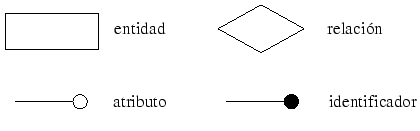 entidad
relación
atributo
identificador